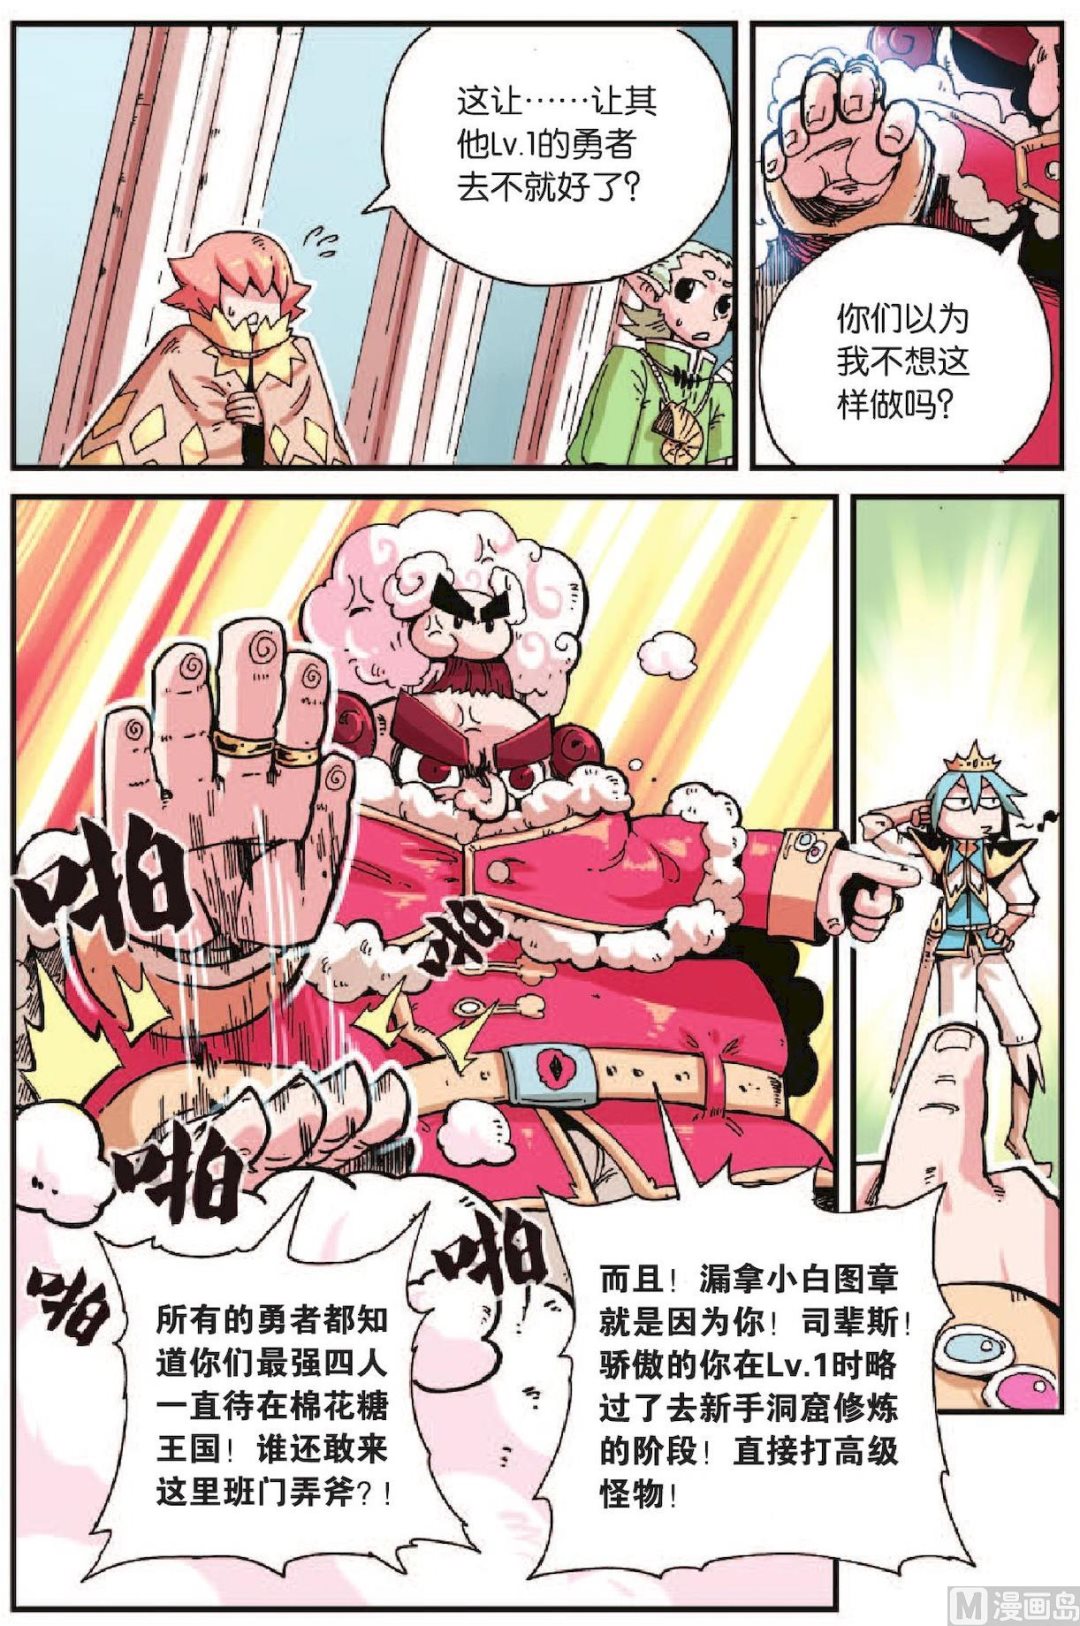 这让……让其
他Lv.1的勇者
去不就好了？
你们以为
我不想这
样做吗？
啪
啪
啪
啪
啪
所有的勇者都知
道你们最强四人
一直待在棉花糖
王国！谁还敢来
这里班门弄斧？！
而且！漏拿小白图章
就是因为你！司辈斯！
骄傲的你在Lv.1时略
过了去新手洞窟修炼
的阶段！直接打高级
怪物！
M漫画岛